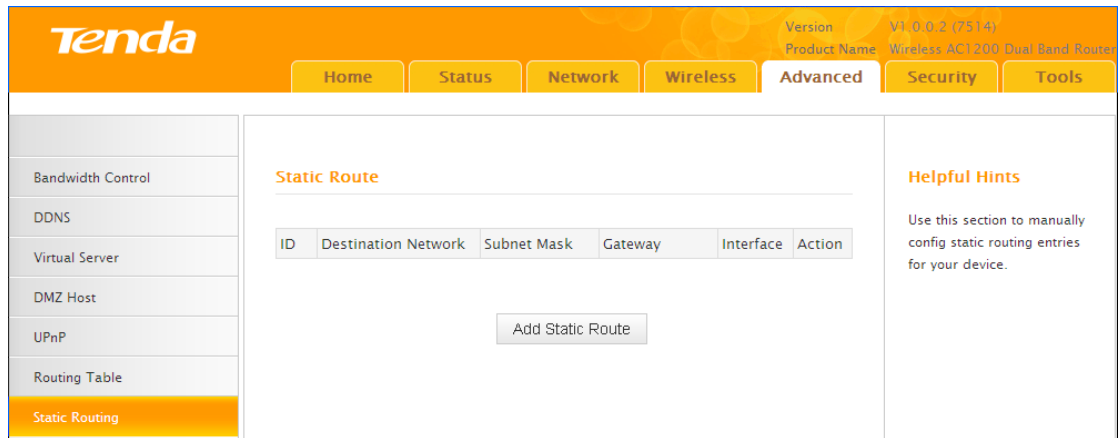 Tenda
Version V1.0.0.2 (7514)
Product Name Wireless AC1200 Dual Band Router
Home Status Network Wireless Advanced Security Tools
Bandwidth Control
DDNS
Virtual Server
DMZ Host
UPnP
Routing Table
Static Routing
Static Route
ID Destination Network Subnet Mask Gateway Interface Action
Add Static Route
Helpful Hints
Use this section to manually
config static routing entries
for your device.